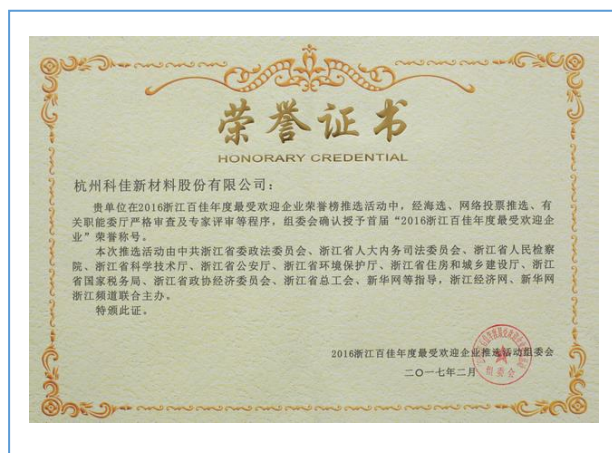 荣誉证书
HONORARY CREDENTIAL
杭州科佳新材料股份有限公司：
贵单位在2016浙江百佳年度最受欢迎企业荣誉榜推选活动中，经海选、网络投票推选、有
关职能委厅严格审查及专家评审等程序，组委会确认授予首届“2016浙江百佳年度最受欢迎企
业”荣誉称号。
本次推选活动由中共浙江省委政法委员会、浙江省人大内务司法委员会、浙江省人民检察
院、浙江省科学技术厅、浙江省公安厅、浙江省环境保护厅、浙江省住房和城乡建设厅、浙江
省国家税务局、浙江省政协经济委员会、浙江省总工会、新华网等指导，浙江经济网、新华网
浙江频道联合主办。
特颁此证。
2016浙江百佳年度最受欢迎企业推选活动组委会
组委会
二〇一七年二月